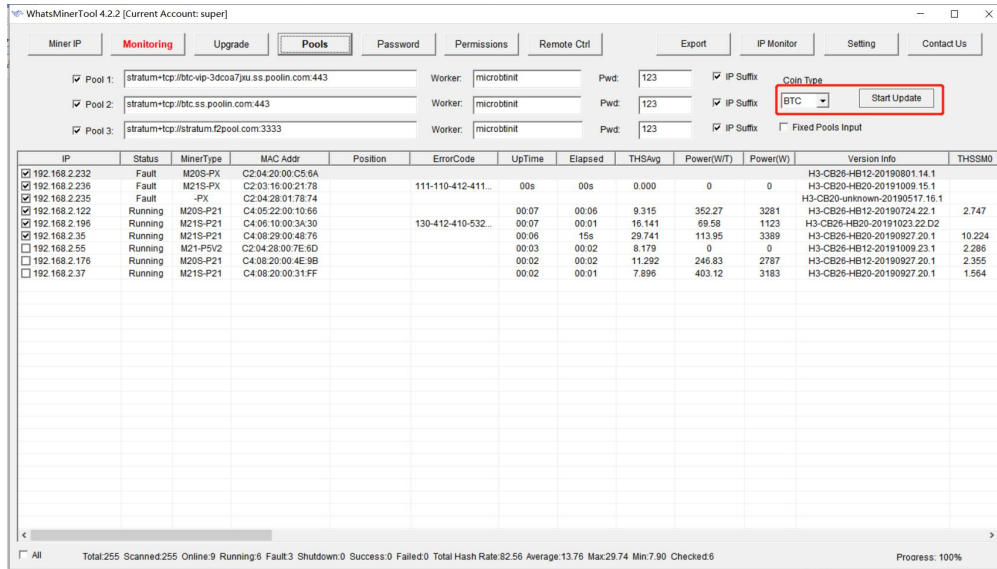 WhatsMinerTool 4.2.2 [Current Account: super]
Miner IP Monitoring Upgrade Pools Password Permissions Remote Ctrl Export IP Monitor Setting Contact Us
Pool 1: stratum+tcp://btc-vip-3dcoa7jxu.ss.poolin.com:443 Worker: microbtinit Pwd: 123 IP Suffix Coin Type
Pool 2: stratum+tcp://btc.ss.poolin.com:443 Worker: microbtinit Pwd: 123 IP Suffix BTC Start Update
Pool 3: stratum+tcp://stratum.f2pool.com:3333 Worker: microbtinit Pwd: 123 IP Suffix Fixed Pools Input
IP Status MinerType MAC Addr Position ErrorCode UpTime Elapsed THSAvg Power(W/T) Power(W) Version Info THSSM0
192.168.2.232 Fault M20S-PX C2:04:20:00:C5:6A H3-CB26-HB12-20190801.14.1
192.168.2.236 Fault M21S-PX C2:03:16:00:21:78 111-110-412-411... 00s 00s 0.000 0 0 H3-CB26-HB20-20191009.15.1
192.168.2.235 Fault -PX C2:04:28:01:78:74 H3-CB20-unknown-20190517.16.1
192.168.2.122 Running M20S-P21 C4:05:22:00:10:66 00:07 00:06 9.315 352.27 3281 H3-CB26-HB12-20190724.22.1 2.747
192.168.2.196 Running M21S-P21 C4:06:10:00:3A:30 130-412-410-532... 00:07 00:01 16.141 69.58 1123 H3-CB26-HB20-20191023.22.D2
192.168.2.35 Running M21S-P21 C4:08:29:00:48:76 00:06 15s 29.741 113.95 3389 H3-CB26-HB20-20190927.20.1 10.224
192.168.2.55 Running M21-P5V2 C2:04:28:00:7E:6D 00:03 00:02 8.179 0 0 H3-CB26-HB12-20191009.23.1 2.286
192.168.2.176 Running M20S-P21 C4:08:20:00:4E:9B 00:02 00:02 11.292 246.83 2787 H3-CB26-HB12-20190927.20.1 2.355
192.168.2.37 Running M21S-P21 C4:08:20:00:31:FF 00:02 00:01 7.896 403.12 3183 H3-CB26-HB20-20190927.20.1 1.564
All Total:255 Scanned:255 Online:9 Running:6 Fault:3 Shutdown:0 Success:0 Failed:0 Total Hash Rate:82.56 Average:13.76 Max:29.74 Min:7.90 Checked:6 Progress: 100%